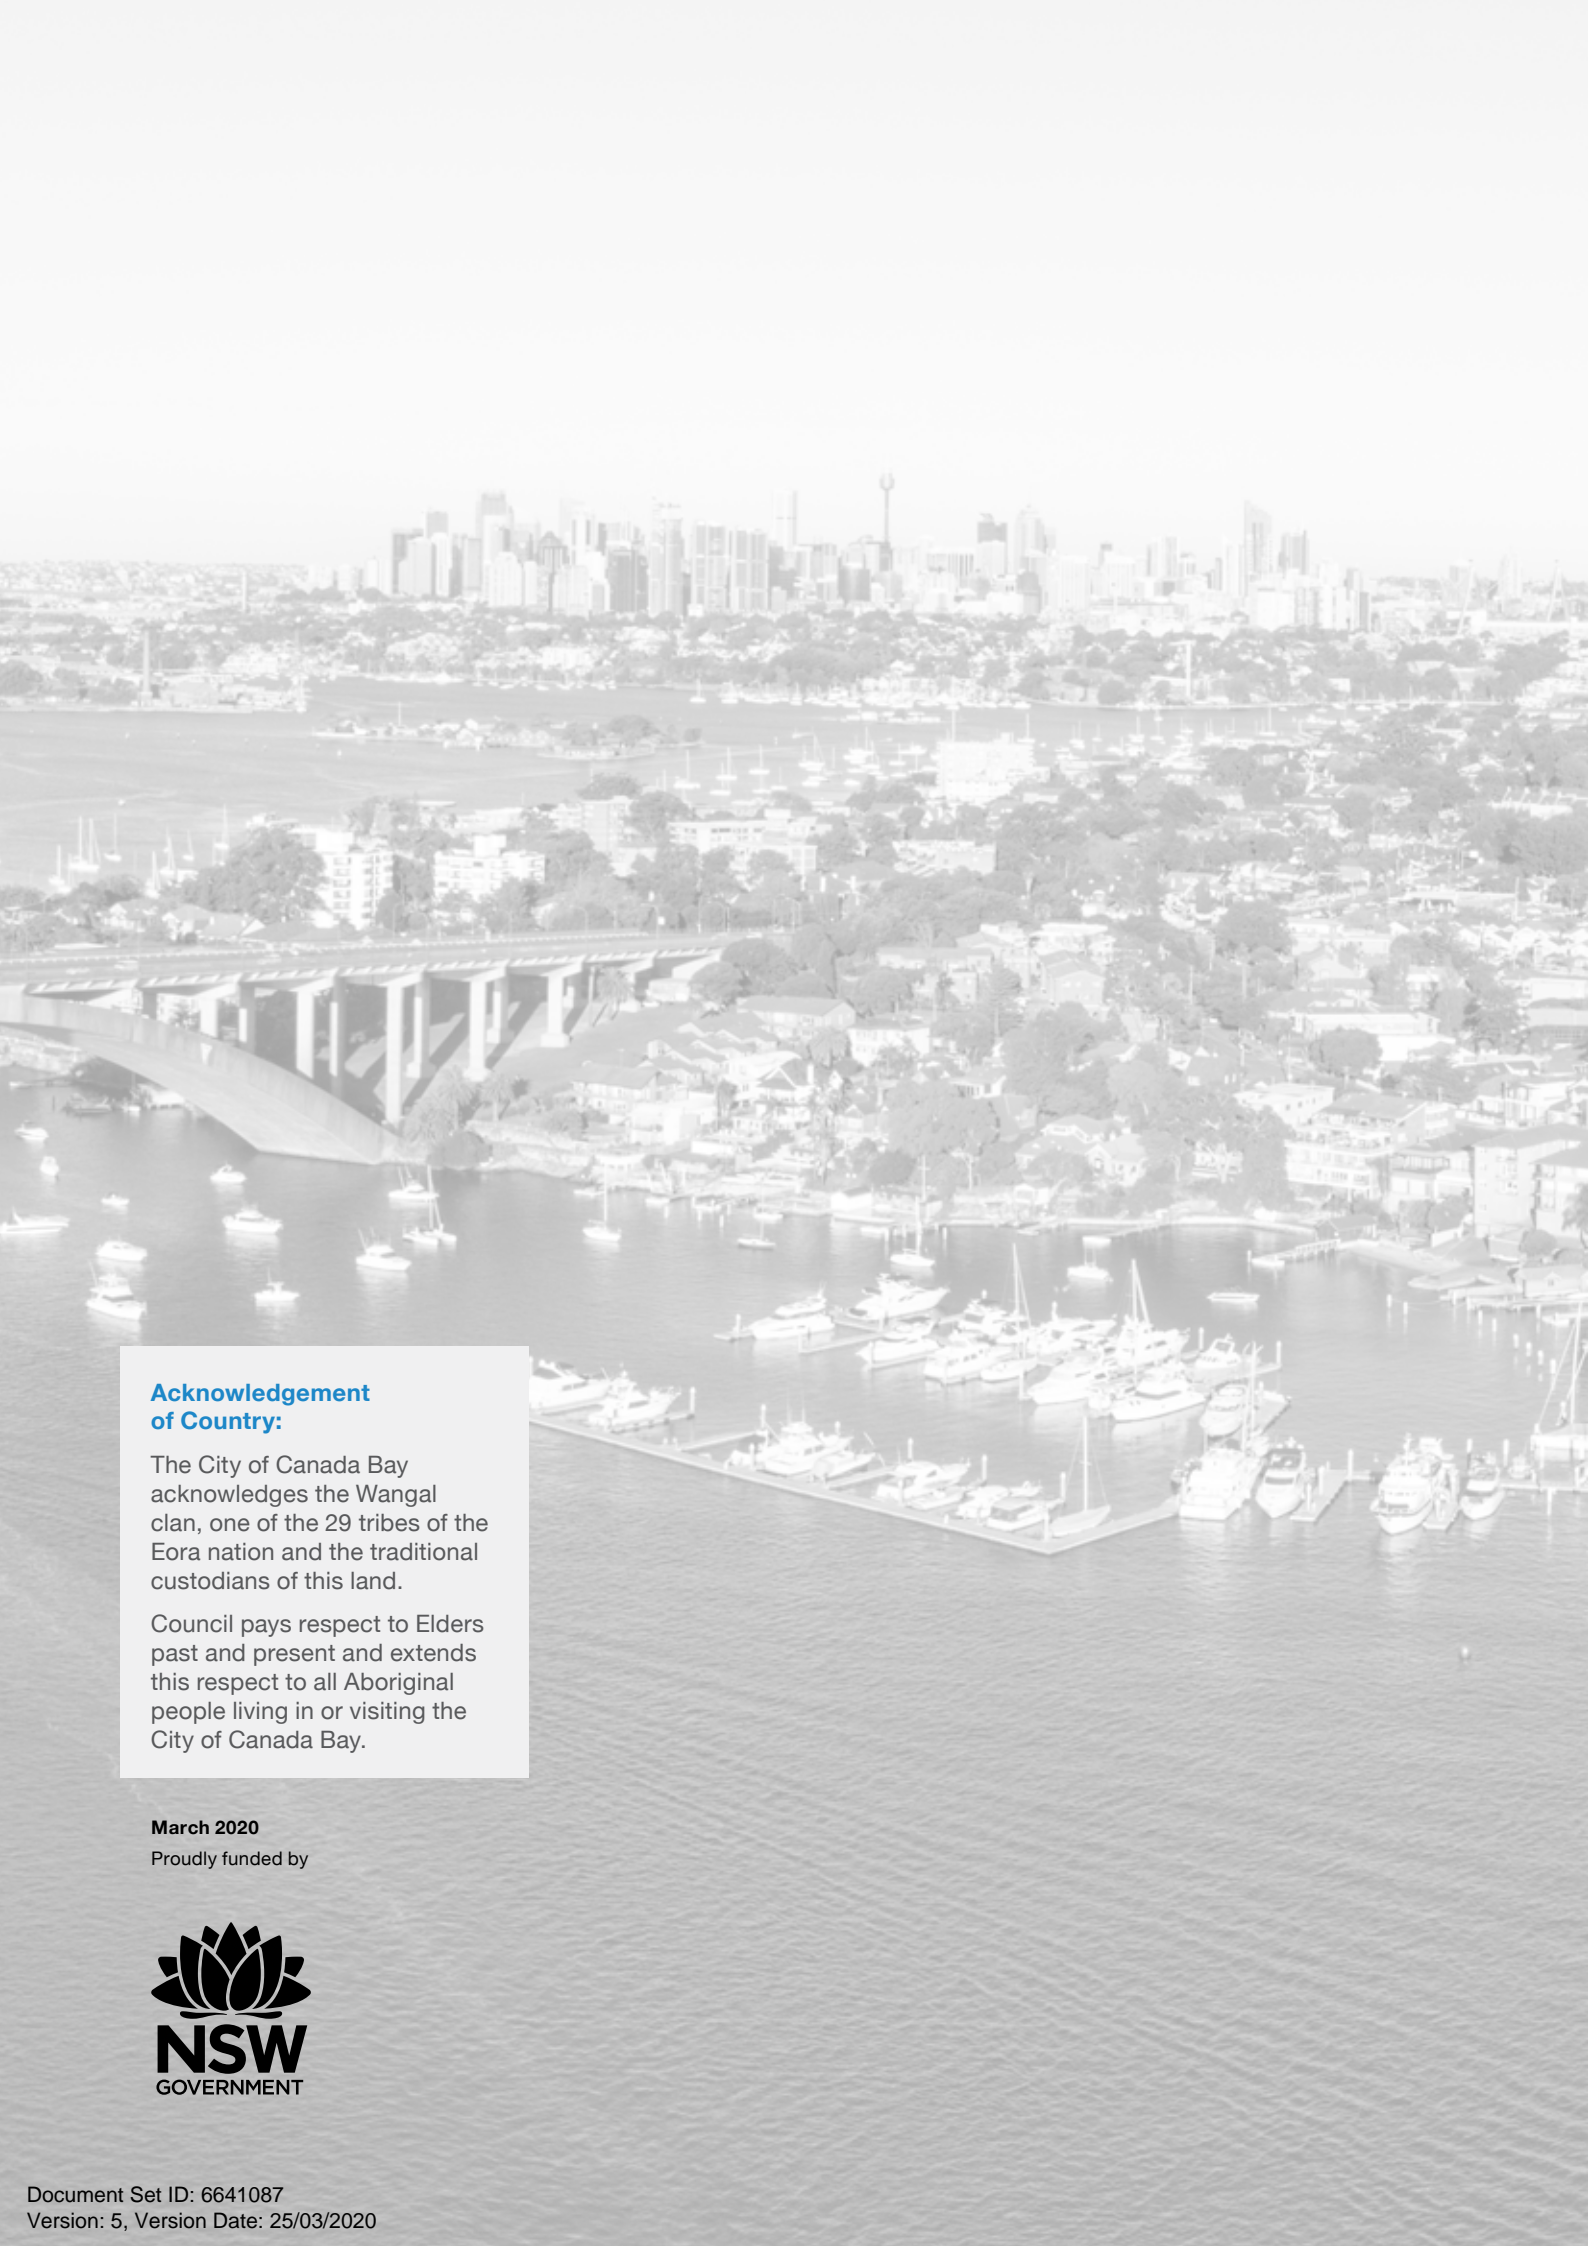 Acknowledgement
of Country:
The City of Canada Bay
acknowledges the Wangal
clan, one of the 29 tribes of the
Eora nation and the traditional
custodians of this land.
Council pays respect to Elders
past and present and extends
this respect to all Aboriginal
people living in or visiting the
City of Canada Bay.
March 2020
Proudly funded by
NSW
GOVERNMENT
Document Set ID: 6641087
Version: 5, Version Date: 25/03/2020